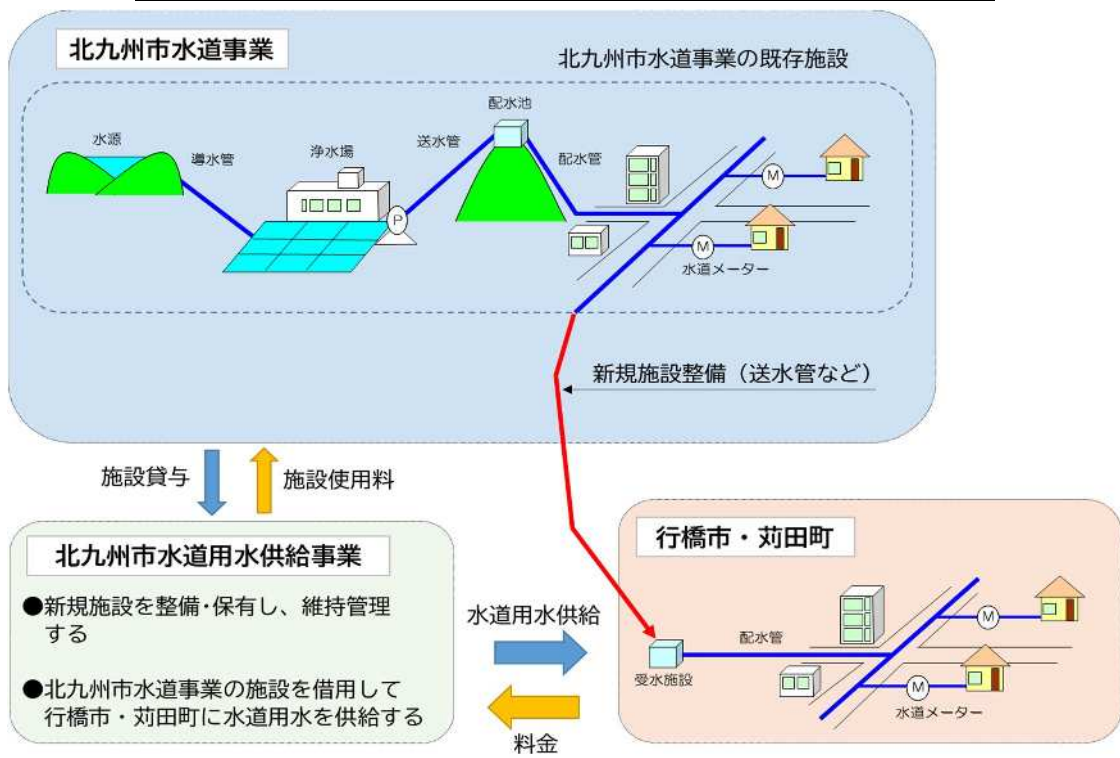 北九州市水道事業
北九州市水道事業の既存施設
水源
導水管
浄水場
P
送水管
配水池
配水管
M
M
水道メーター
新規施設整備（送水管など）
施設貸与
施設使用料
北九州市水道用水供給事業
●新規施設を整備･保有し、維持管理
する
●北九州市水道事業の施設を借用して
行橋市・苅田町に水道用水を供給する
水道用水供給
料金
行橋市・苅田町
受水施設
配水管
M
M
水道メーター